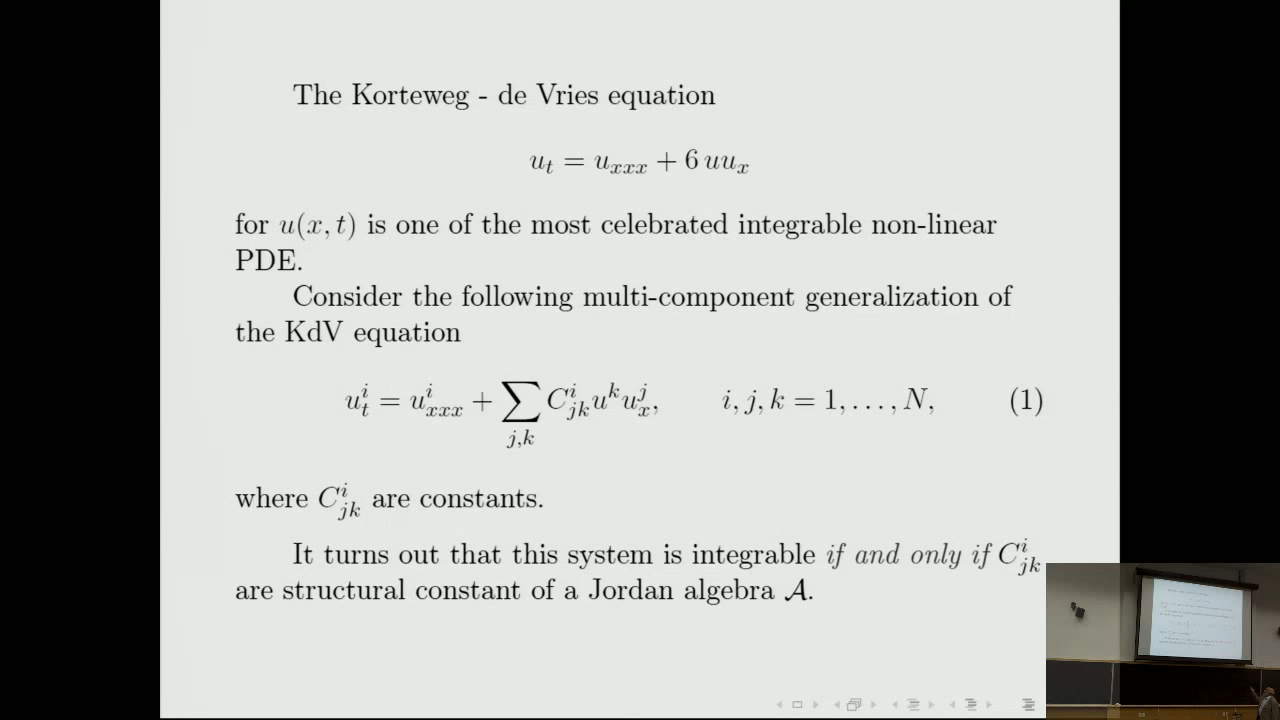 The Korteweg - de Vries equation
u_t = u_{xxx} + 6 uu_x
for u(x, t) is one of the most celebrated integrable non-linear
PDE.
Consider the following multi-component generalization of
the KdV equation
u^i_t = u^i_{xxx} + \sum_{j,k} C^i_{jk} u^k u^j_x,    i, j, k = 1, . . . , N,    (1)
where C^i_{jk} are constants.
It turns out that this system is integrable if and only if C^i_{jk}
are structural constant of a Jordan algebra 𝒜.